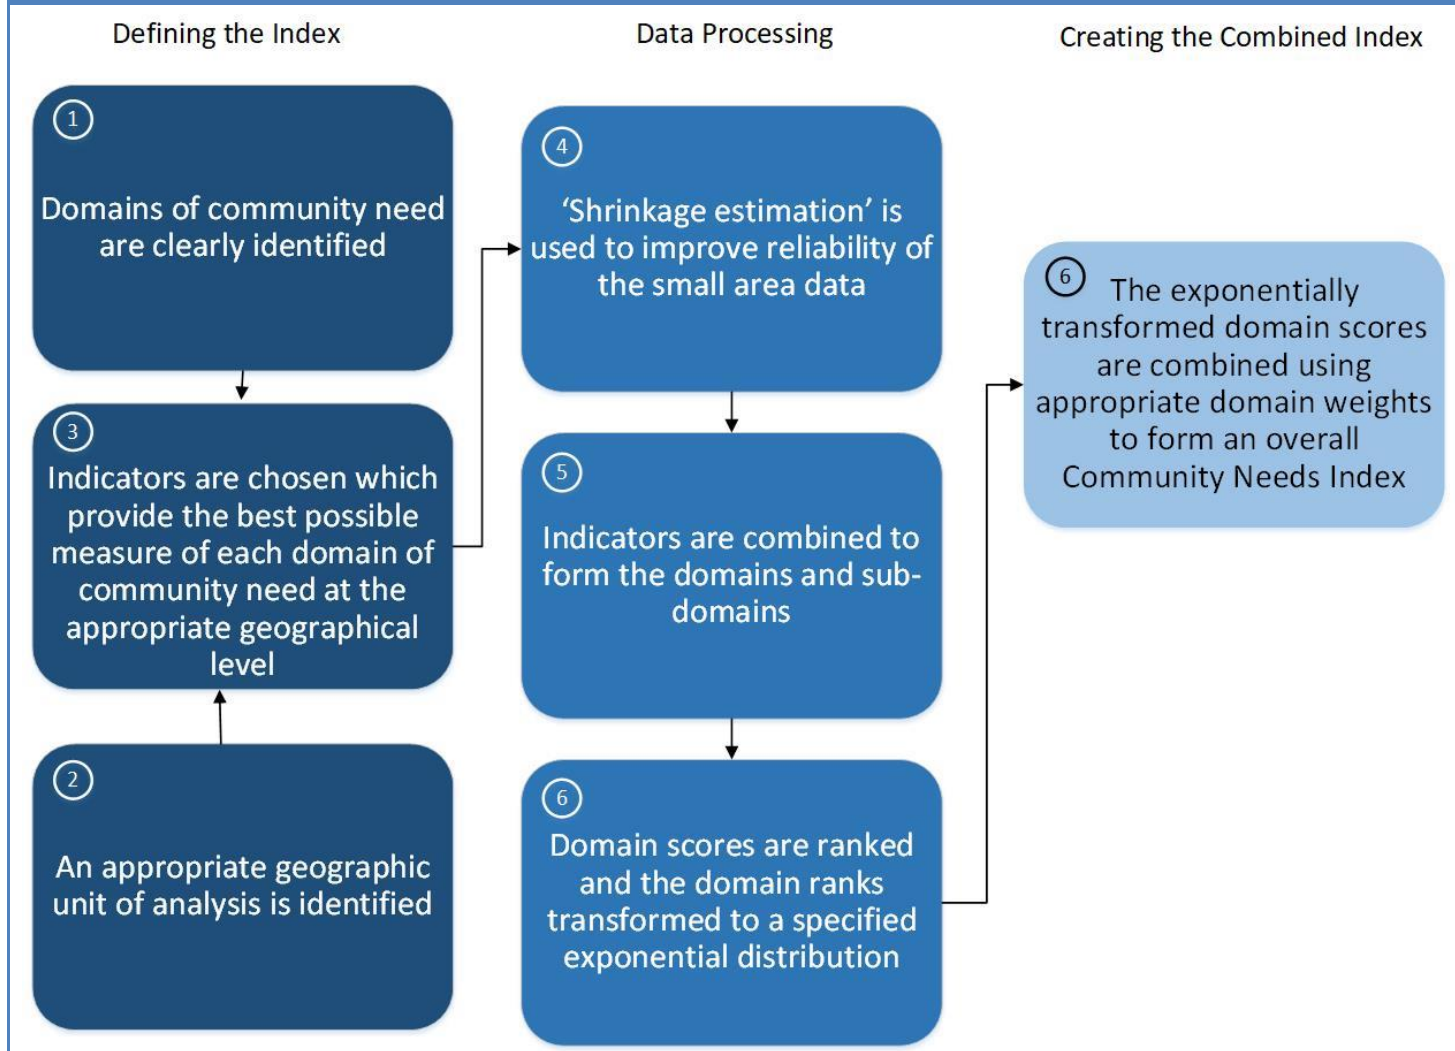 Defining the Index
Data Processing
Creating the Combined Index
1
Domains of community need
are clearly identified
3
Indicators are chosen which
provide the best possible
measure of each domain of
community need at the
appropriate geographical
level
2
An appropriate geographic
unit of analysis is identified
4
‘Shrinkage estimation’ is
used to improve reliability of
the small area data
5
Indicators are combined to
form the domains and sub-
domains
6
Domain scores are ranked
and the domain ranks
transformed to a specified
exponential distribution
6
The exponentially
transformed domain scores
are combined using
appropriate domain weights
to form an overall
Community Needs Index